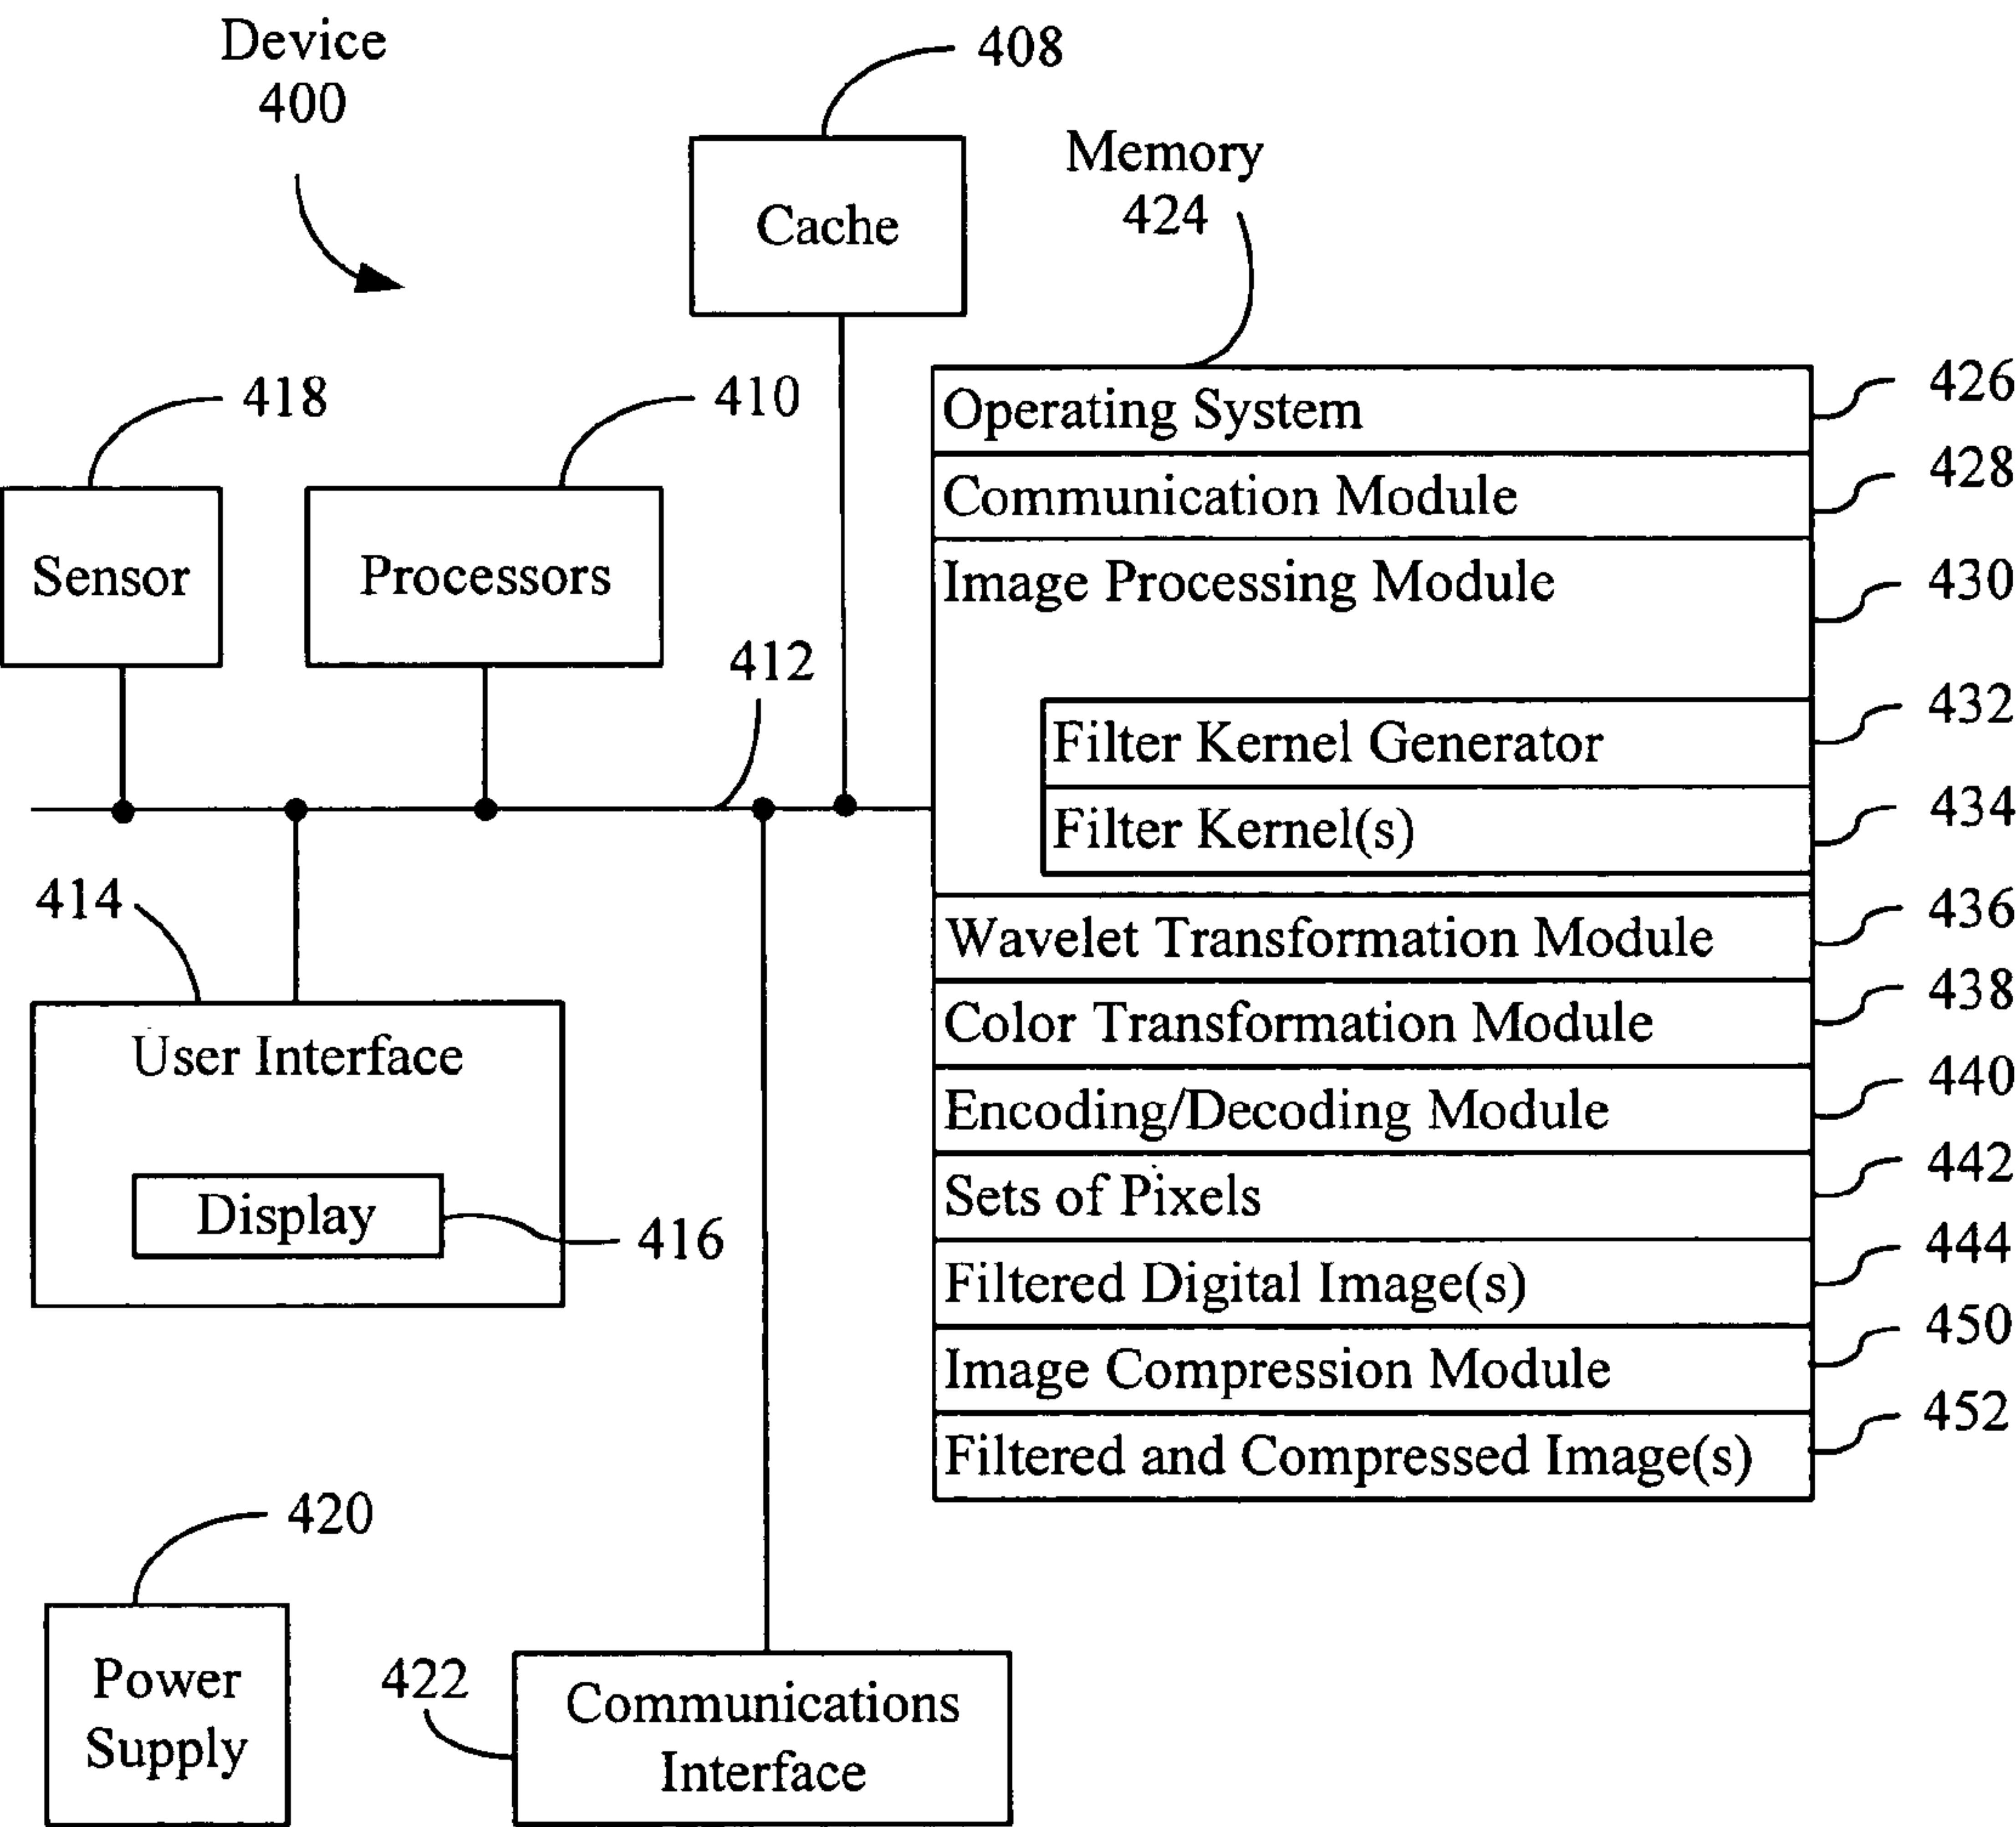 Device
400
408
Cache
Memory
424
418
410
Sensor
Processors
412
414
User Interface
Display
416
420
Power
Supply
422
Communications
Interface
Operating System
426
Communication Module
428
Image Processing Module
430
Filter Kernel Generator
432
Filter Kernel(s)
434
Wavelet Transformation Module
436
Color Transformation Module
438
Encoding/Decoding Module
440
Sets of Pixels
442
Filtered Digital Image(s)
444
Image Compression Module
450
Filtered and Compressed Image(s)
452